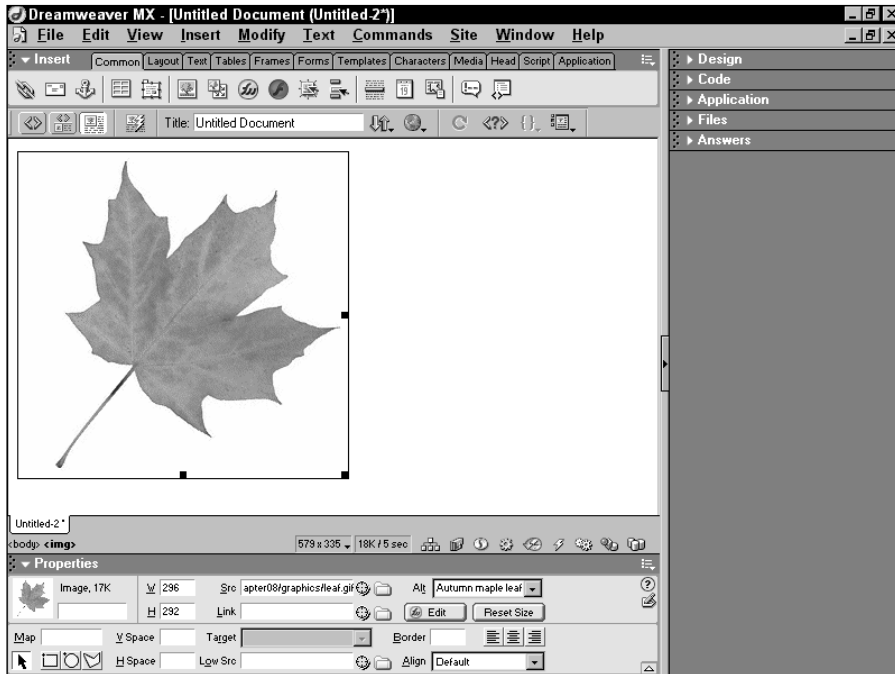 Dreamweaver MX - [Untitled Document (Untitled-2*)]
File Edit View Insert Modify Text Commands Site Window Help
Insert Common Layout Text Tables Frames Forms Templates Characters Media Head Script Application
Title: Untitled Document
Design
Code
Application
Files
Answers
Untitled-2*
<body> <img> 579 x 335 18K / 5 sec
Properties
Image, 17K W 296 Src apter08/graphics/leaf.gif Alt Autumn maple leaf
H 292 Link Edit Reset Size
Map V Space Target Border
H Space Low Src Align Default